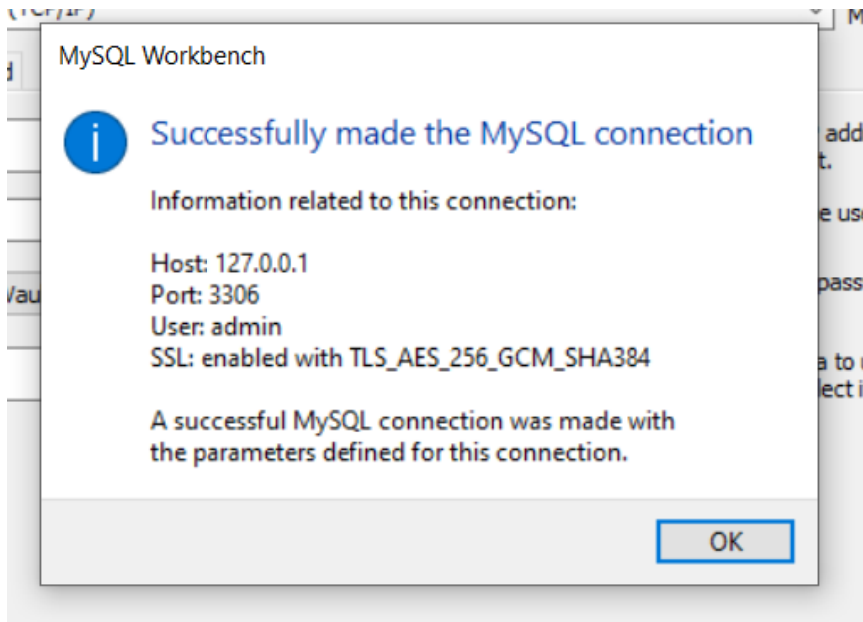 (TCP/IP)
MySQL Workbench
Successfully made the MySQL connection
Information related to this connection:
Host: 127.0.0.1
Port: 3306
User: admin
SSL: enabled with TLS_AES_256_GCM_SHA384
A successful MySQL connection was made with
the parameters defined for this connection.
OK